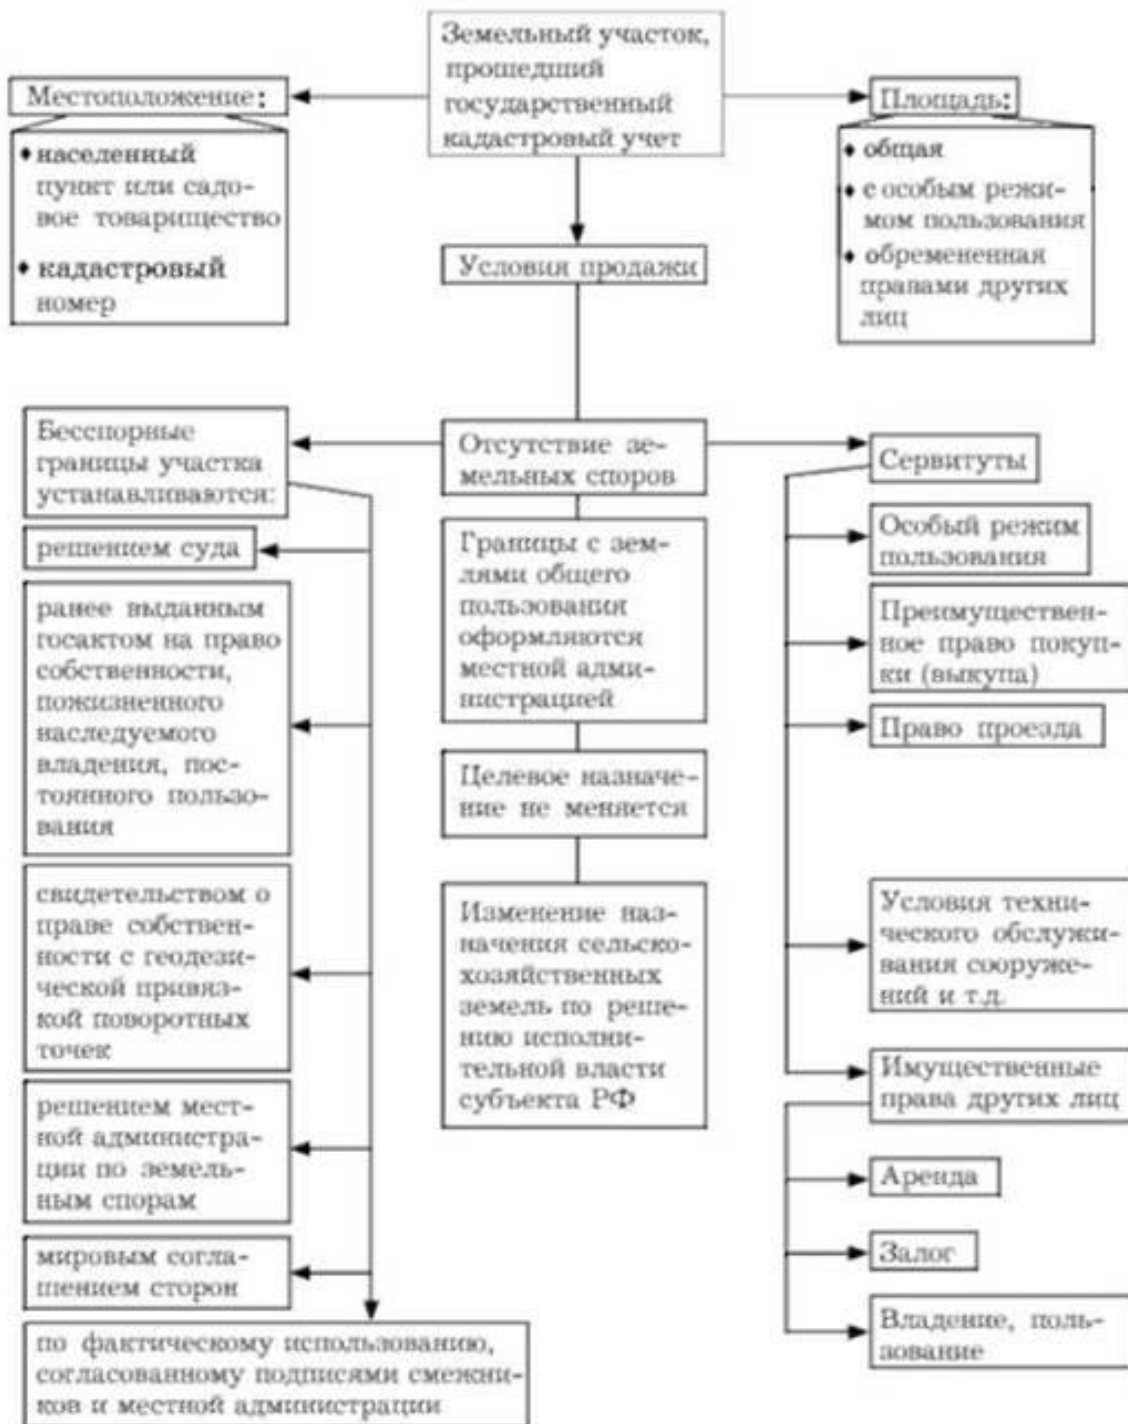 Земельный участок,
прошедший
государственный
кадастровый учет
Местоположение:
♦ населенный
пункт или садо-
вое товарищество
♦ кадастровый
номер
Площадь:
♦ общая
♦ с особым режи-
мом пользования
♦ обремененная
правами других
лиц
Условия продажи
Бесспорные
границы участка
устанавливаются:
решением суда
ранее выданным
госактом на право
собственности,
пожизненного
наследуемого
владения, пос-
тоянного пользо-
вания
свидетельством о
праве собствен-
ности с геодези-
ческой привяз-
кой поворотных
точек
решением мест-
ной администра-
ции по земель-
ным спорам
мировым согла-
шением сторон
по фактическому использованию,
согласованному подписями смежни-
ков и местной администрации
Отсутствие зе-
мельных споров
Границы с зем-
лями общего
пользования
оформляются
местной адми-
нистрацией
Целевое назначе-
ние не меняется
Изменение наз-
начения сельско-
хозяйственных
земель по реше-
нию исполни-
тельной власти
субъекта РФ
Сервитуты
Особый режим
пользования
Преимуществен-
ное право покуп-
ки (выкупа)
Право проезда
Условия техни-
ческого обслужи-
вания сооруже-
ний и т.д.
Имущественные
права других лиц
Аренда
Залог
Владение, поль-
зование